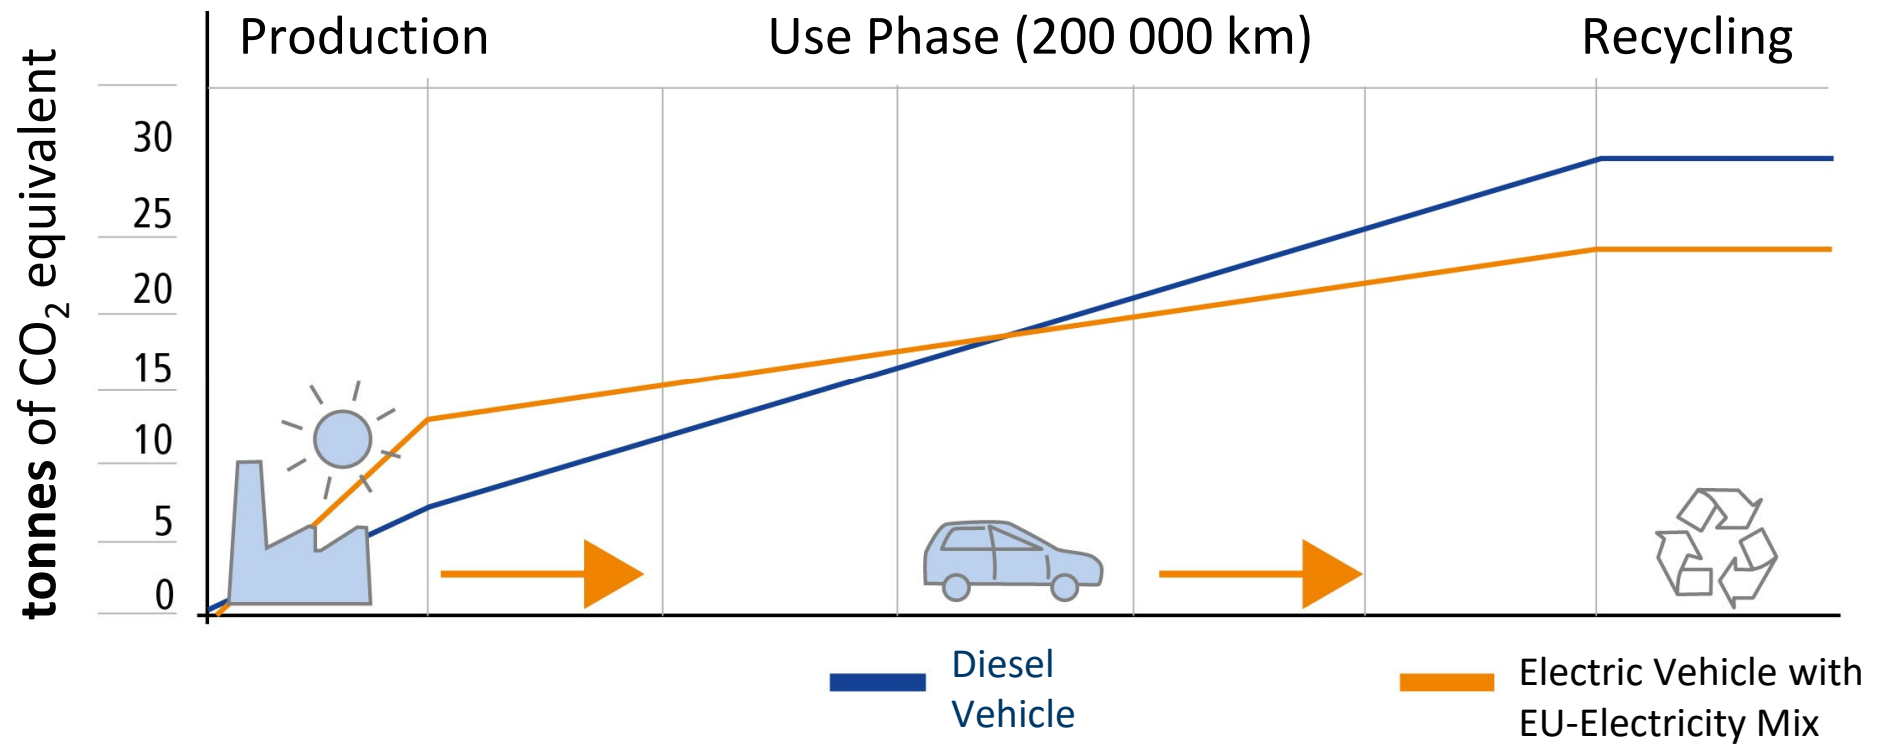 Production
Use Phase (200 000 km)
Recycling
tonnes of CO₂ equivalent
30
25
20
15
10
5
0
Diesel
Vehicle
Electric Vehicle with
EU-Electricity Mix